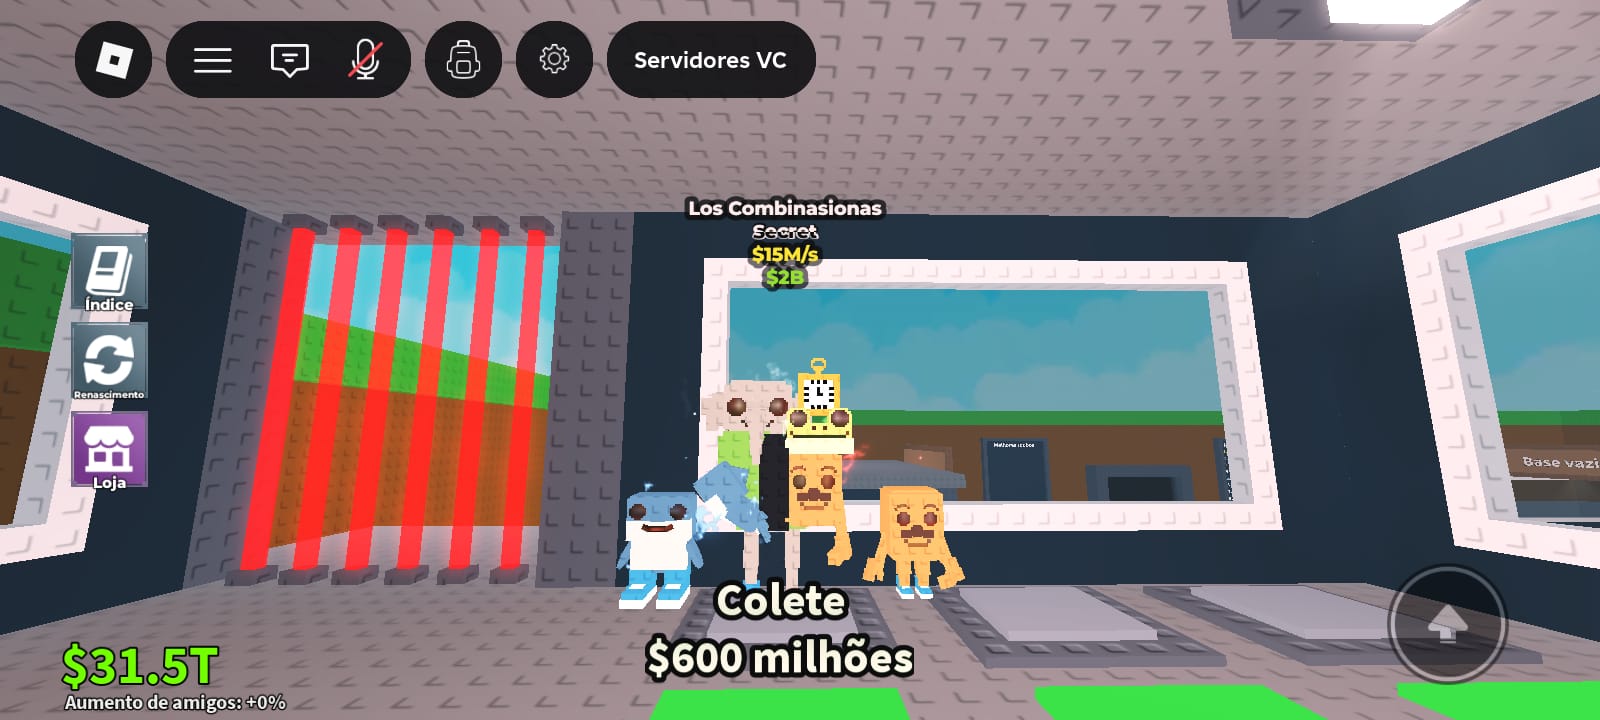 Servidores VC
Los Combinasionas
Secret
$15M/s
$2B
Índice
Renascimento
Loja
Base vazi
Colete
$600 milhões
$31.5T
Aumento de amigos: +0%